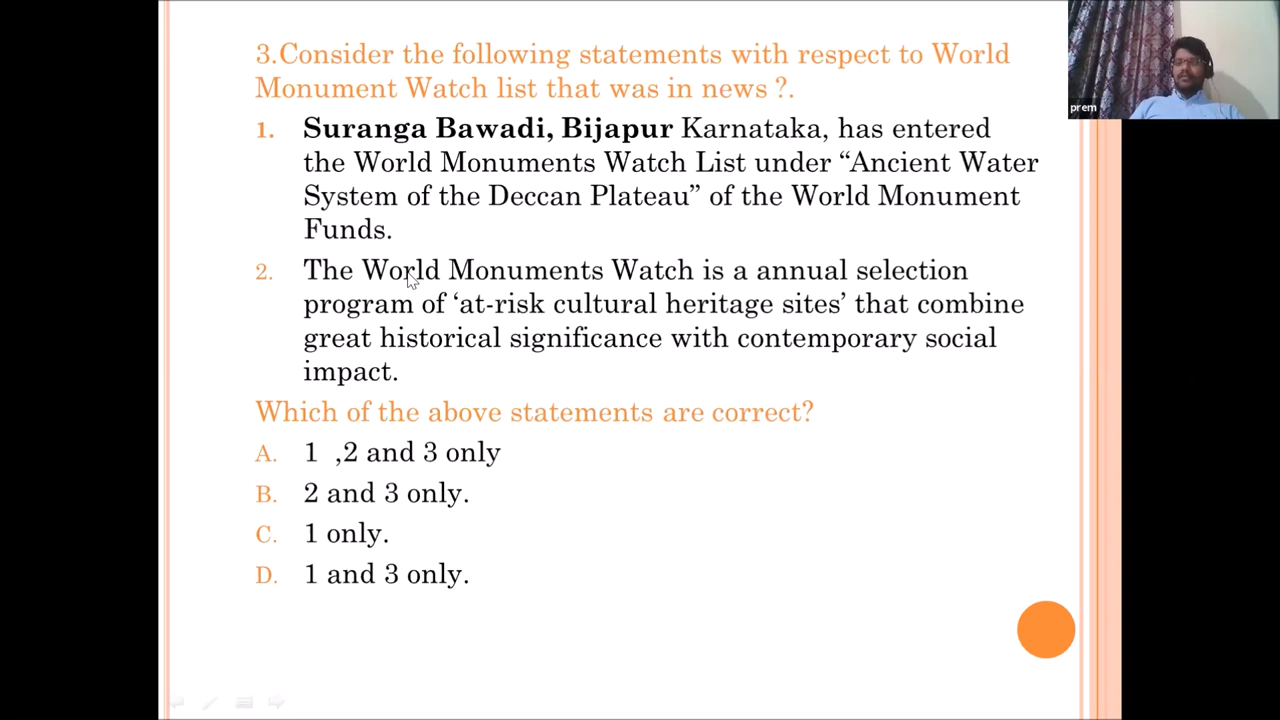 3.Consider the following statements with respect to World
Monument Watch list that was in news ?.
1. Suranga Bawadi, Bijapur Karnataka, has entered
the World Monuments Watch List under “Ancient Water
System of the Deccan Plateau” of the World Monument
Funds.
2. The World Monuments Watch is a annual selection
program of ‘at-risk cultural heritage sites’ that combine
great historical significance with contemporary social
impact.
Which of the above statements are correct?
A. 1 ,2 and 3 only
B. 2 and 3 only.
C. 1 only.
D. 1 and 3 only.
prem